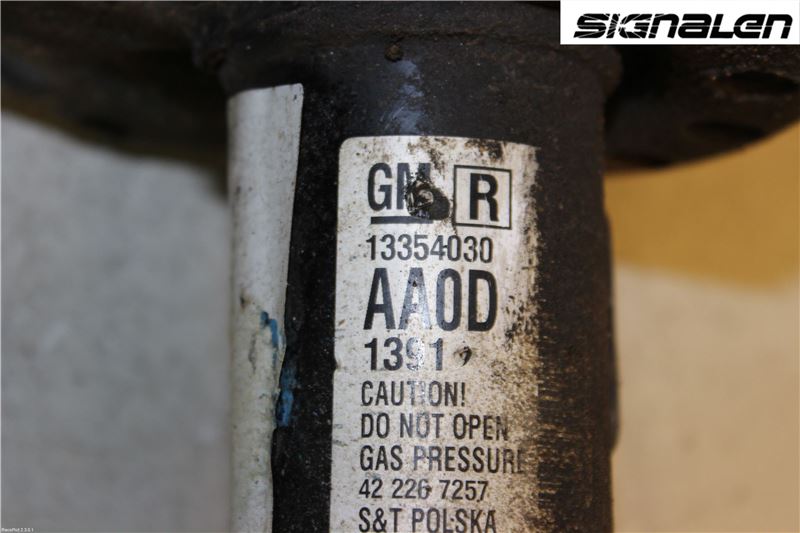 SIGNALEN
GM R
13354030
AA0D
1391
CAUTION!
DO NOT OPEN
GAS PRESSURE
42 226 7257
S&T POLSKA